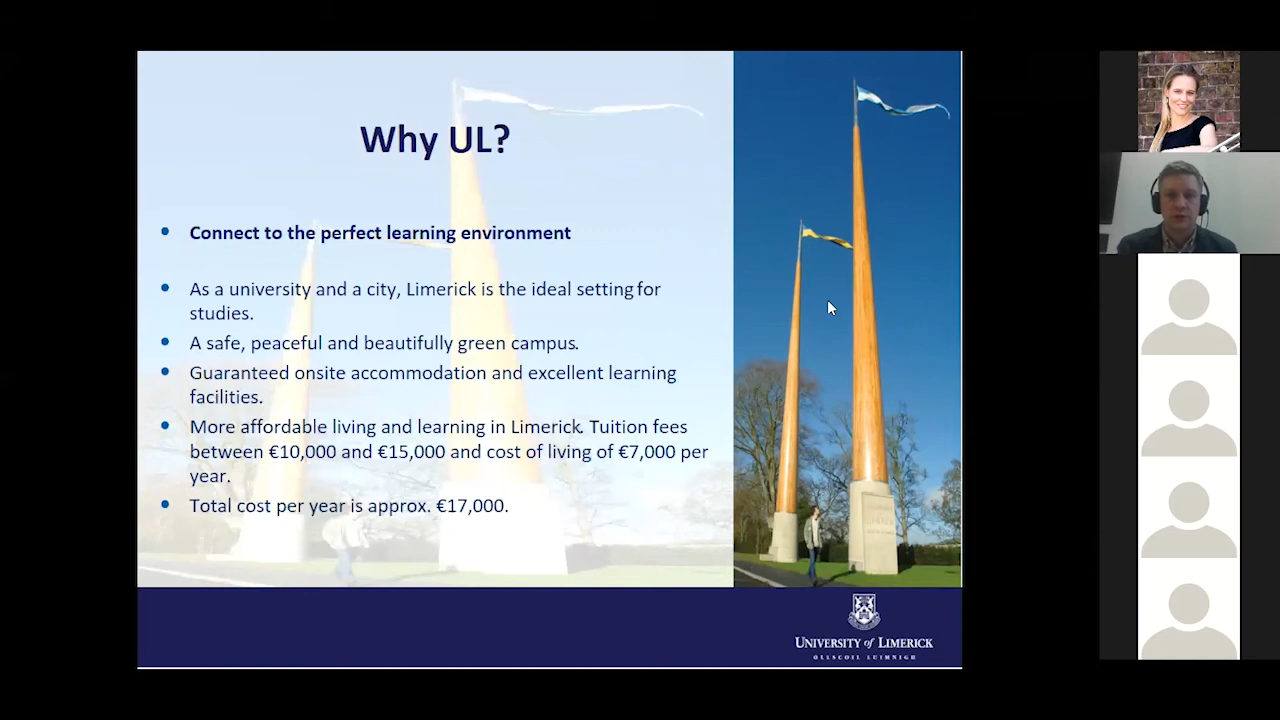 Why UL?
• Connect to the perfect learning environment
• As a university and a city, Limerick is the ideal setting for
studies.
• A safe, peaceful and beautifully green campus.
• Guaranteed onsite accommodation and excellent learning
facilities.
• More affordable living and learning in Limerick. Tuition fees
between €10,000 and €15,000 and cost of living of €7,000 per
year.
• Total cost per year is approx. €17,000.
UNIVERSITY of LIMERICK
OLLSCOIL LUIMNIGH